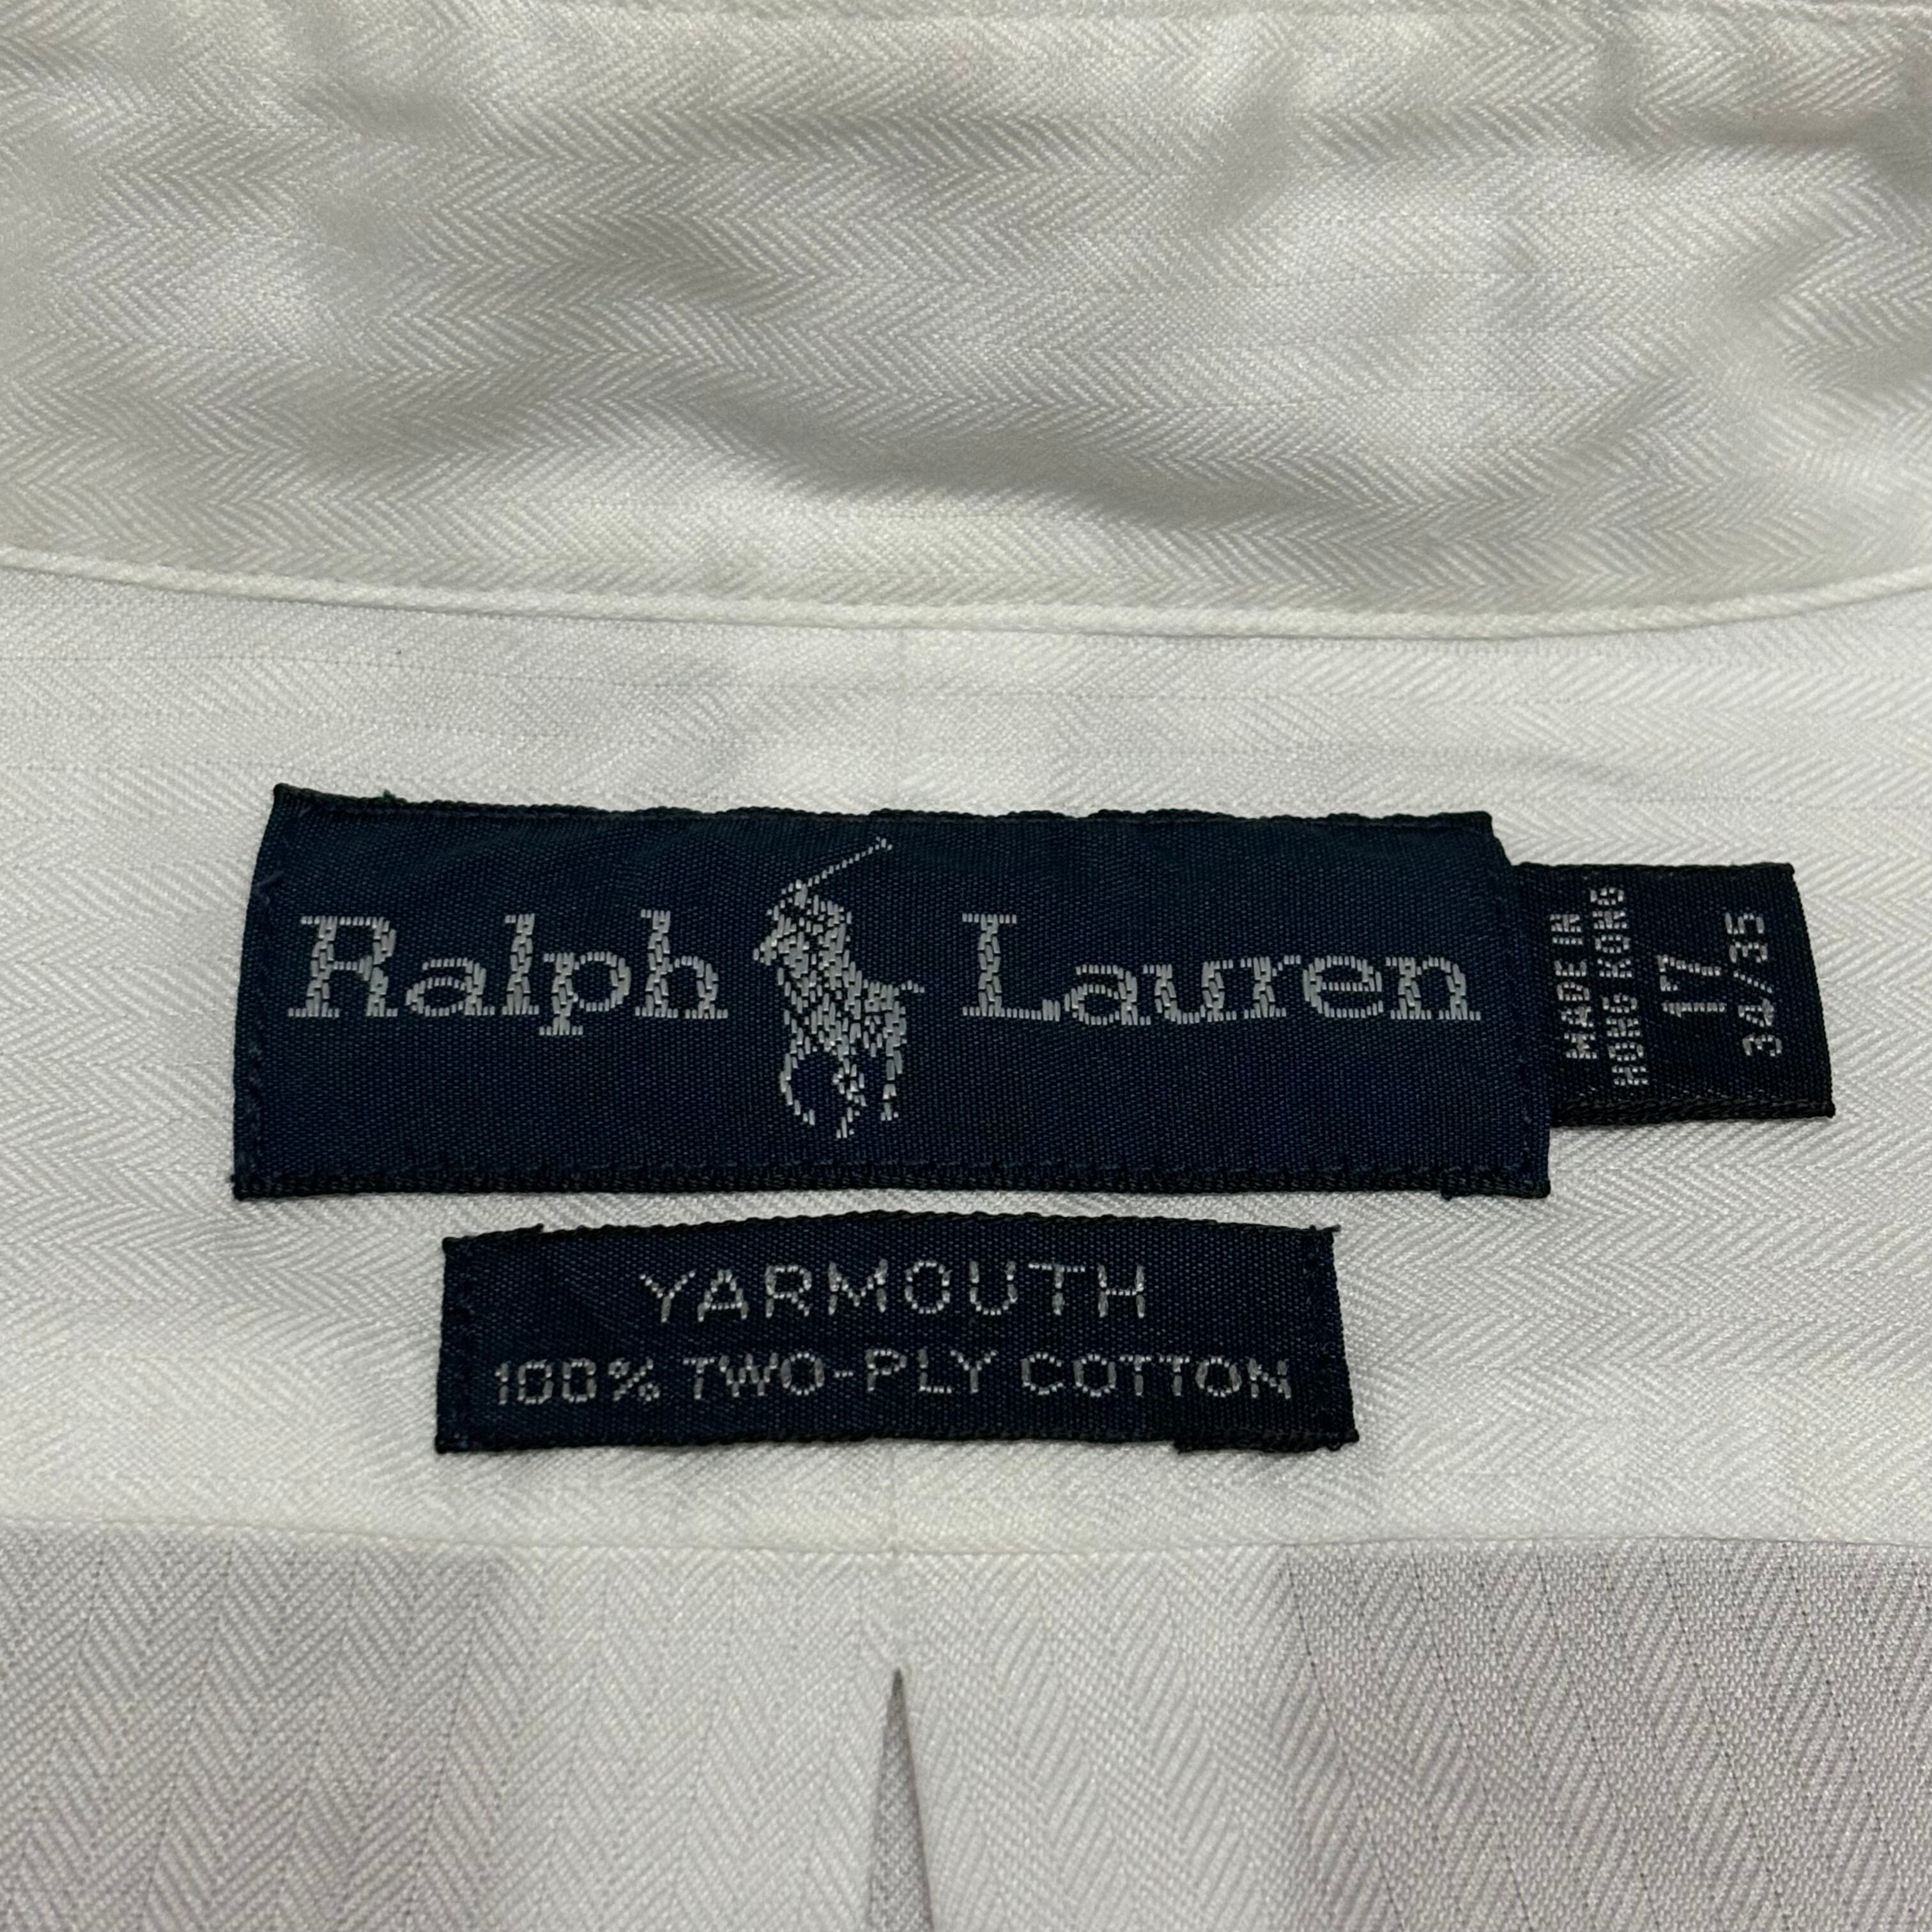 Ralph Lauren
MADE IN
HONG KONG
17
34/35
YARMOUTH
100% TWO-PLY COTTON